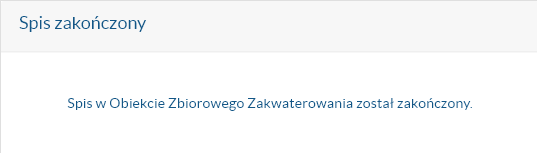 Spis zakończony
Spis w Obiekcie Zbiorowego Zakwaterowania został zakończony.